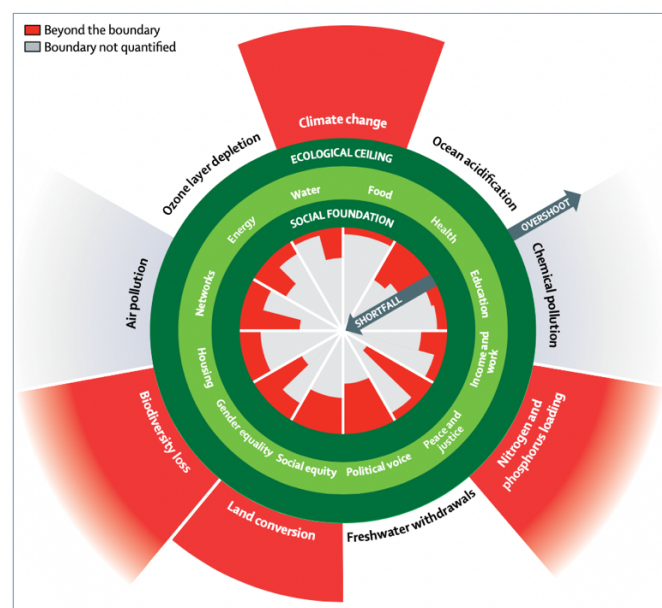 Beyond the boundary
Boundary not quantified
Climate change
ECOLOGICAL CEILING
Ozone layer depletion
Ocean acidification
Water
Food
Energy
SOCIAL FOUNDATION
Health
OVERSHOOT
Air pollution
Networks
SHORTFALL
Education
Chemical pollution
Housing
Income and
work
Gender equality
Social equity
Political voice
Peace and
justice
Biodiversity loss
Land conversion
Freshwater withdrawals
Nitrogen and
phosphorus loading